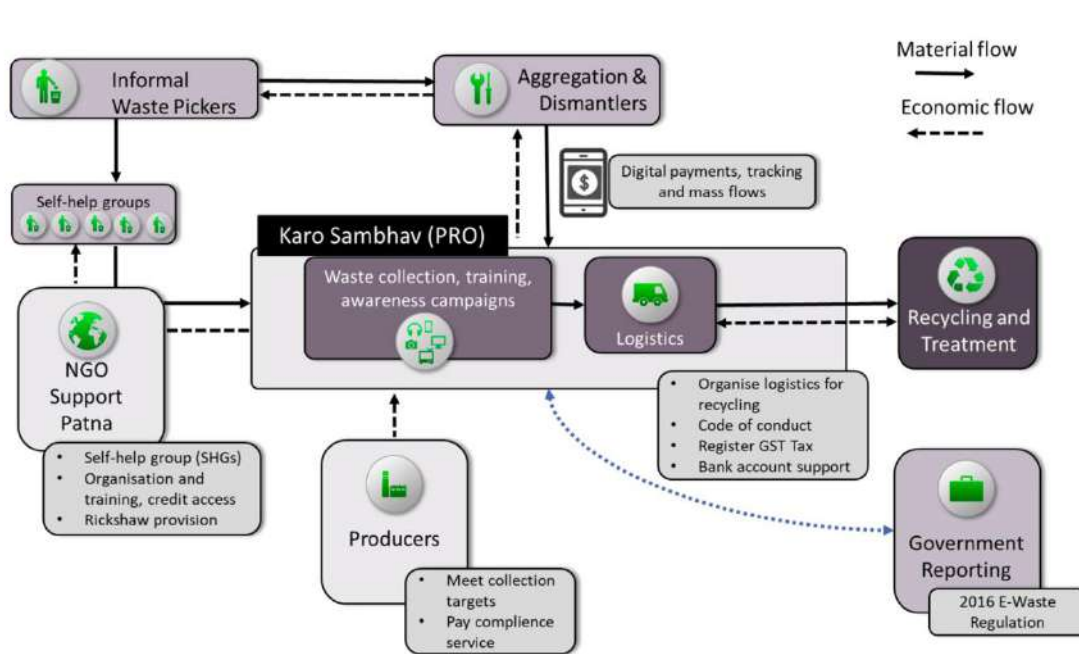 Informal
Waste Pickers
Aggregation &
Dismantlers
Material flow
Economic flow
Digital payments, tracking
and mass flows
$
Self-help groups
Karo Sambhav (PRO)
Waste collection, training,
awareness campaigns
Logistics
Recycling and
Treatment
NGO
Support
Patna
• Self-help group (SHGs)
• Organisation and
training, credit access
• Rickshaw provision
• Organise logistics for
recycling
• Code of conduct
• Register GST Tax
• Bank account support
Producers
• Meet collection
targets
• Pay complience
service
Government
Reporting
2016 E-Waste
Regulation